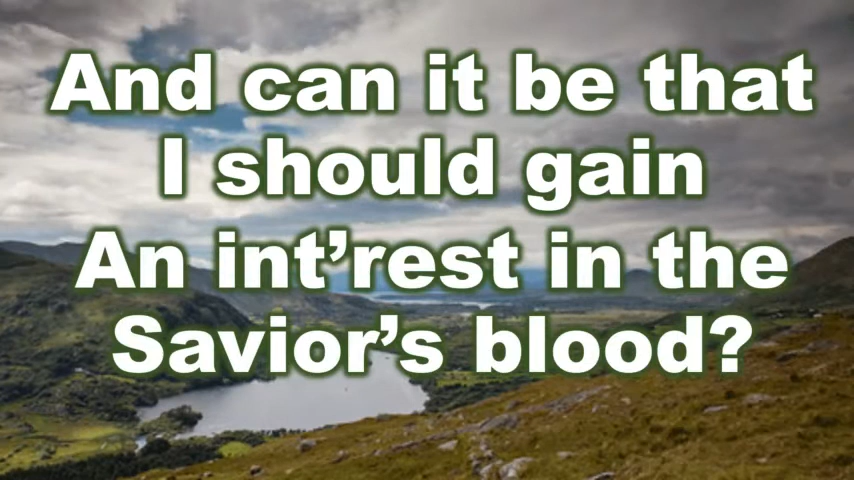 And can it be that
I should gain
An int’rest in the
Savior’s blood?